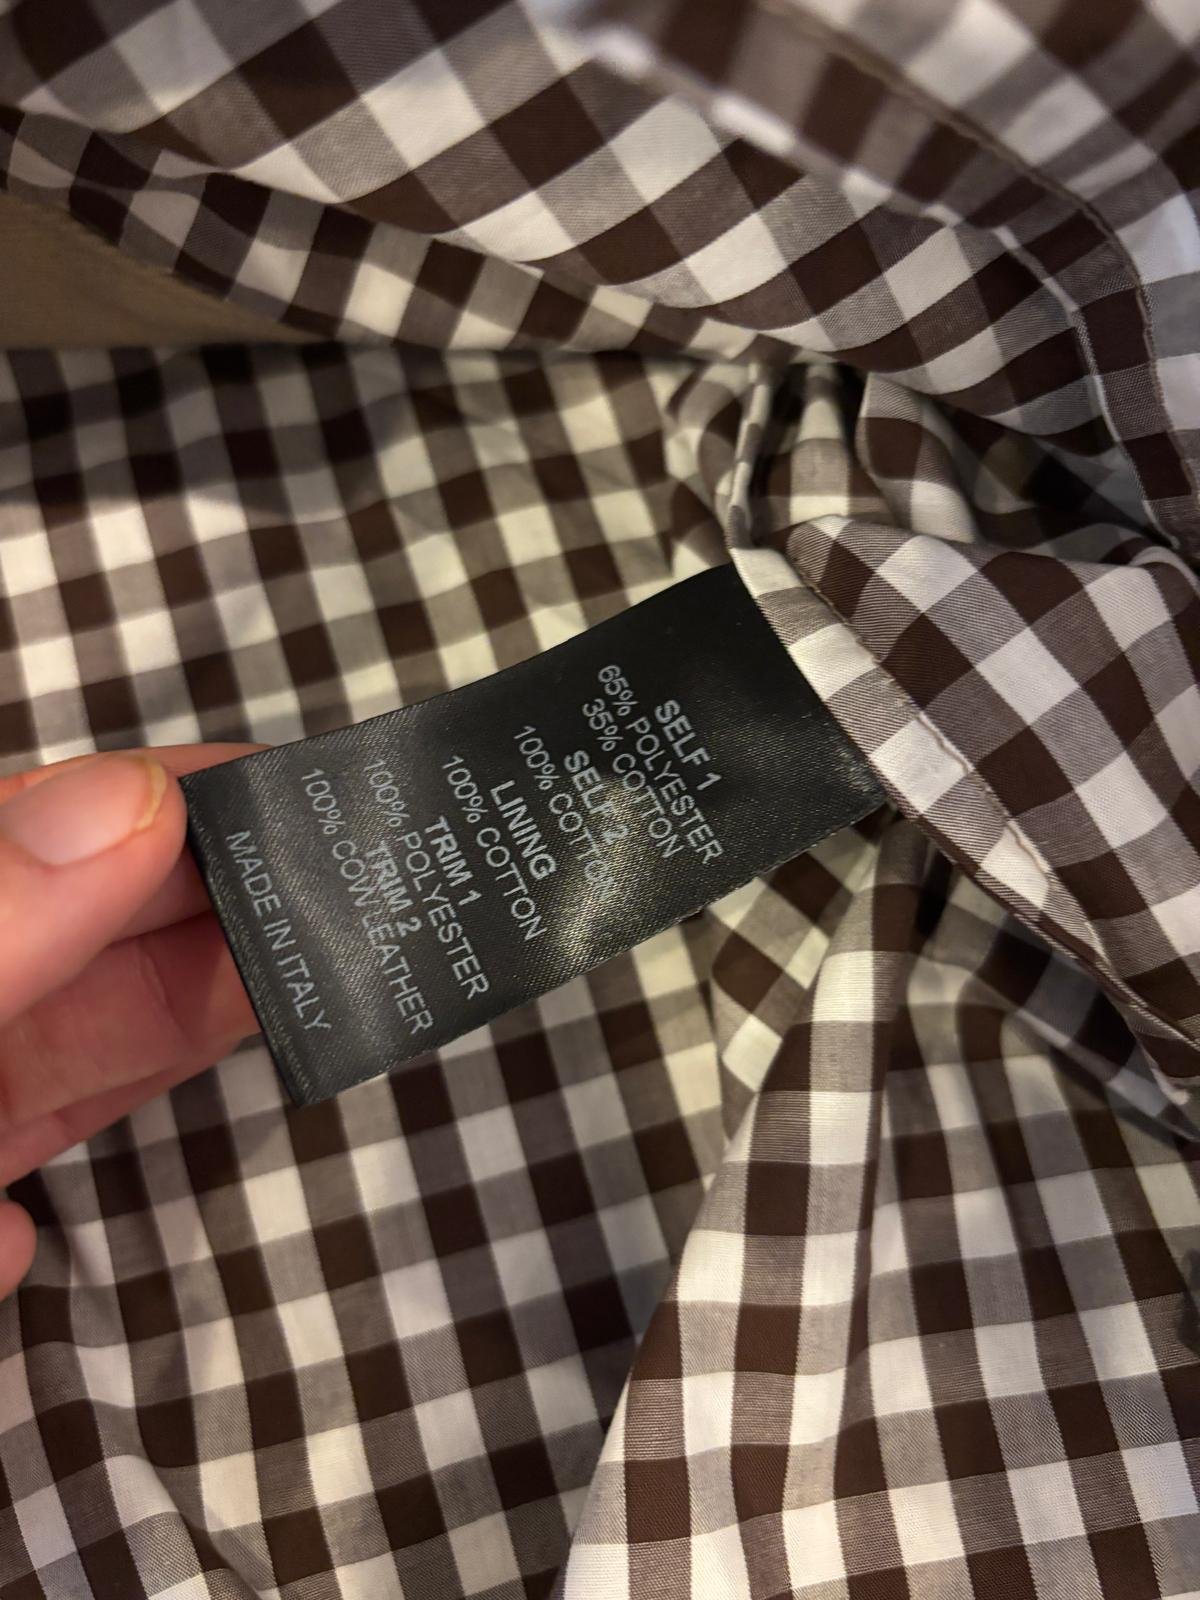 SELF 1
65% POLYESTER
35% COTTON
SELF 2
100% COTTON
LINING
100% COTTON
TRIM 1
100% POLYESTER
TRIM 2
100% COW LEATHER
MADE IN ITALY